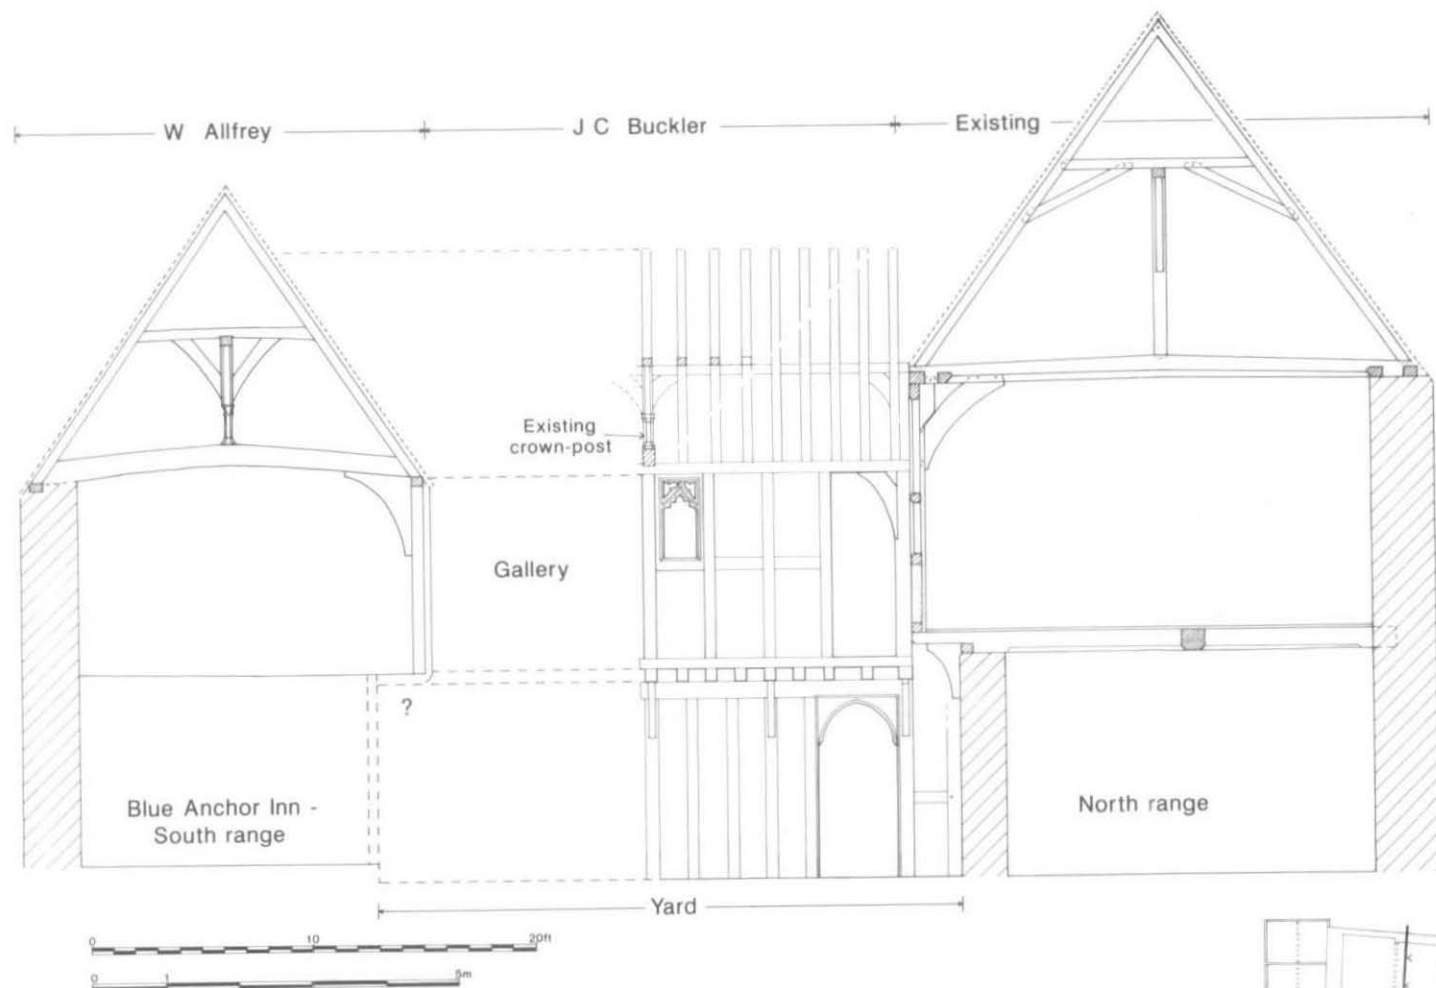 W Allfrey
J C Buckler
Existing
Existing
crown-post
Gallery
?
Blue Anchor Inn -
South range
North range
Yard
0 10 20ft
0 1 5m